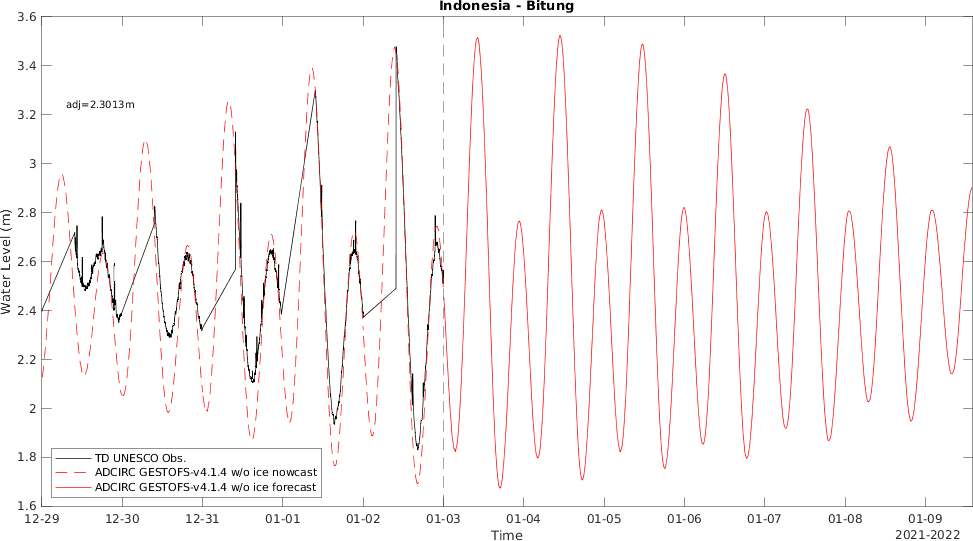 Indonesia - Bitung
3.6
3.4
3.2
3
2.8
2.6
2.4
2.2
2
1.8
1.6
Water Level (m)
adj=2.3013m
TD UNESCO Obs.
ADCIRC GESTOFS-v4.1.4 w/o ice nowcast
ADCIRC GESTOFS-v4.1.4 w/o ice forecast
12-29 12-30 12-31 01-01 01-02 01-03 01-04 01-05 01-06 01-07 01-08 01-09
Time
2021-2022